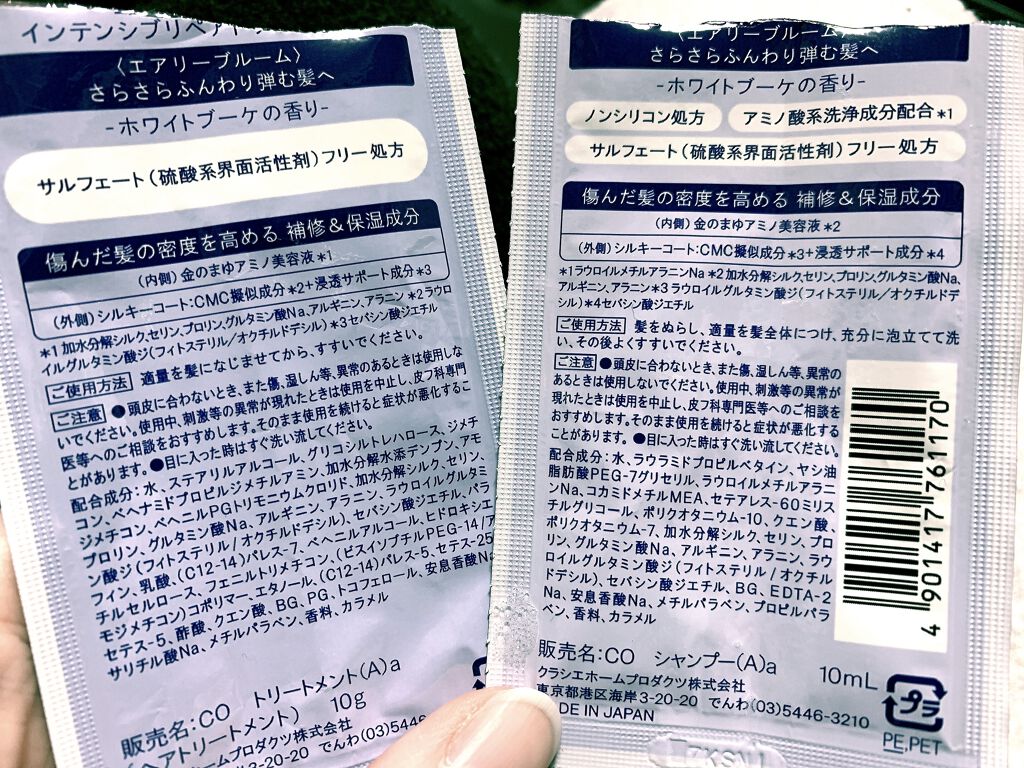 インテンシブリペア
〈エアリーブルーム〉
さらさらふんわり弾む髪へ
-ホワイトブーケの香り-
サルフェート(硫酸系界面活性剤)フリー処方
傷んだ髪の密度を高める 補修&保湿成分
(内側)金のまゆアミノ美容液*1
(外側)シルキーコート:CMC擬似成分*2+浸透サポート成分*3
*1 加水分解シルク、セリン、プロリン、グルタミン酸Na、アルギニン、アラニン *2 ラウロ
イルグルタミン酸ジ(フィトステリル/オクチルドデシル) *3 セバシン酸ジエチル
ご使用方法 適量を髪になじませてから、すすいでください。
ご注意 ●頭皮に合わないとき、また傷、湿しん等、異常のあるときは使用しな
いでください。使用中、刺激等の異常が現れたときは使用を中止し、皮フ科専門
医等へのご相談をおすすめします。そのまま使用を続けると症状が悪化するこ
とがあります。●目に入った時はすぐ洗い流してください。
配合成分:水、ステアリルアルコール、グリコシルトレハロース、ジメチ
コン、ベヘナミドプロピルジメチルアミン、加水分解水添デンプン、アモ
ジメチコン、ベヘニルPGトリモニウムクロリド、加水分解シルク、セリン、
プロリン、グルタミン酸Na、アルギニン、アラニン、ラウロイルグルタミ
ン酸ジ(フィトステリル/オクチルドデシル)、セバシン酸ジエチル、パラ
フィン、乳酸、(C12-14)パレス-7、ベヘニルアルコール、ヒドロキシエ
チルセルロース、フェニルトリメチコン、(ビスイソブチルPEG-14/ア
モジメチコン)コポリマー、エタノール、(C12-14)パレス-5、セテス-25
セテス-5、酢酸、クエン酸、BG、PG、トコフェロール、安息香酸Na
サリチル酸Na、メチルパラベン、香料、カラメル
販売名:CO トリートメント(A)a
(ヘアトリートメント) 10g
ホームプロダクツ株式会社
3-20-20 でんわ(03)5446
さらさらふんわり弾む髪へ
-ホワイトブーケの香り-
ノンシリコン処方 アミノ酸系洗浄成分配合*1
サルフェート(硫酸系界面活性剤)フリー処方
傷んだ髪の密度を高める 補修&保湿成分
(内側)金のまゆアミノ美容液*2
(外側)シルキーコート:CMC擬似成分*3+浸透サポート成分*4
*1 ラウロイルメチルアラニンNa *2 加水分解シルク、セリン、プロリン、グルタミン酸Na、
アルギニン、アラニン *3 ラウロイルグルタミン酸ジ(フィトステリル/オクチルドデ
シル) *4 セバシン酸ジエチル
ご使用方法 髪をぬらし、適量を髪全体につけ、充分に泡立てて洗
い、その後よくすすいでください。
ご注意 ●頭皮に合わないとき、また傷、湿しん等、異常の
あるときは使用しないでください。使用中、刺激等の異常が
現れたときは使用を中止し、皮フ科専門医等へのご相談を
おすすめします。そのまま使用を続けると症状が悪化する
ことがあります。●目に入った時はすぐ洗い流してください。
配合成分:水、ラウラミドプロピルベタイン、ヤシ油
脂肪酸PEG-7グリセリル、ラウロイルメチルアラニ
ンNa、コカミドメチルMEA、セテアレス-60ミリス
チルグリコール、ポリクオタニウム-10、クエン酸、
ポリクオタニウム-7、加水分解シルク、セリン、プロ
リン、グルタミン酸Na、アルギニン、アラニン、ラウ
ロイルグルタミン酸ジ(フィトステリル/オクチル
ドデシル)、セバシン酸ジエチル、BG、EDTA-2
Na、安息香酸Na、メチルパラベン、プロピルパラ
ベン、香料、カラメル
4 901417 761170
販売名:CO シャンプー(A)a 10mL
クラシエホームプロダクツ株式会社
東京都港区海岸3-20-20 でんわ(03)5446-3210
DE IN JAPAN
プラ
PE,PET